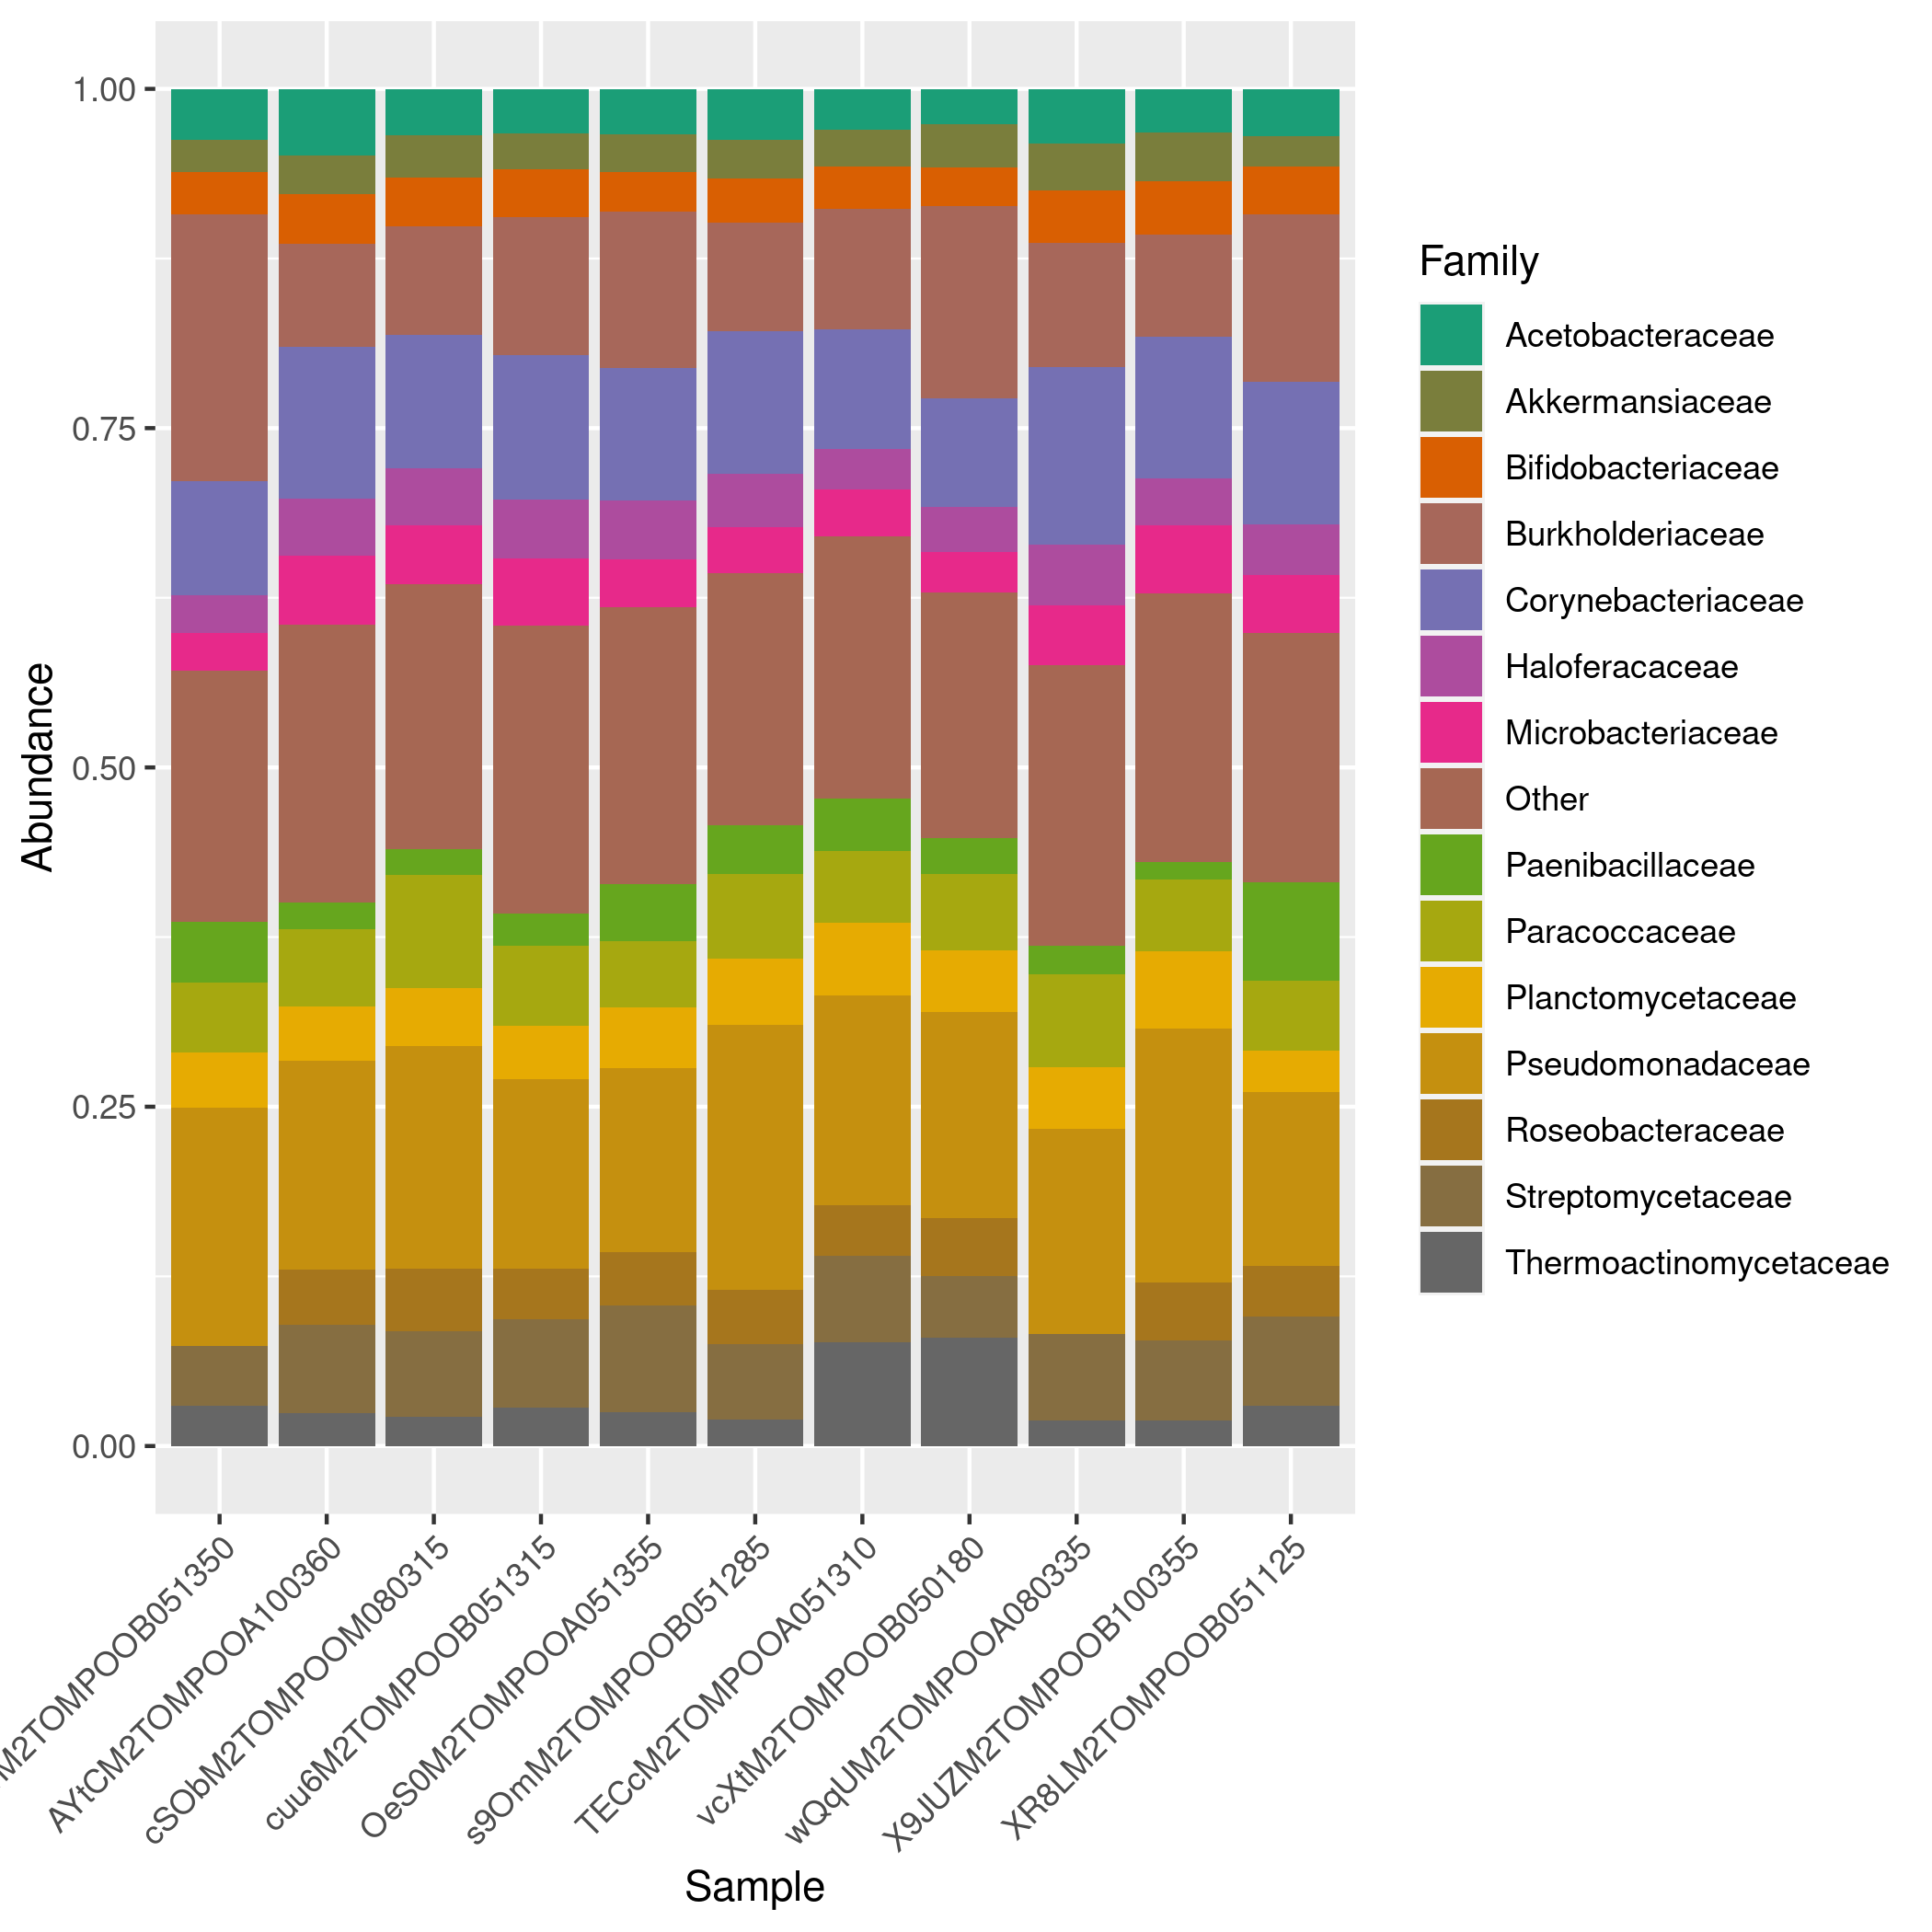 1.00
0.75
0.50
0.25
0.00
Abundance
M2TOMPOOB051350
AYtCM2TOMPOOA100360
cSObM2TOMPOOM080315
cuu6M2TOMPOOB051315
OeS0M2TOMPOOA051355
s9OmM2TOMPOOB051285
TECcM2TOMPOOA051310
vcXtM2TOMPOOB050180
wQqUM2TOMPOOA080335
X9JUZM2TOMPOOB100355
XR8LM2TOMPOOB051125
Sample
Family
Acetobacteraceae
Akkermansiaceae
Bifidobacteriaceae
Burkholderiaceae
Corynebacteriaceae
Haloferacaceae
Microbacteriaceae
Other
Paenibacillaceae
Paracoccaceae
Planctomycetaceae
Pseudomonadaceae
Roseobacteraceae
Streptomycetaceae
Thermoactinomycetaceae